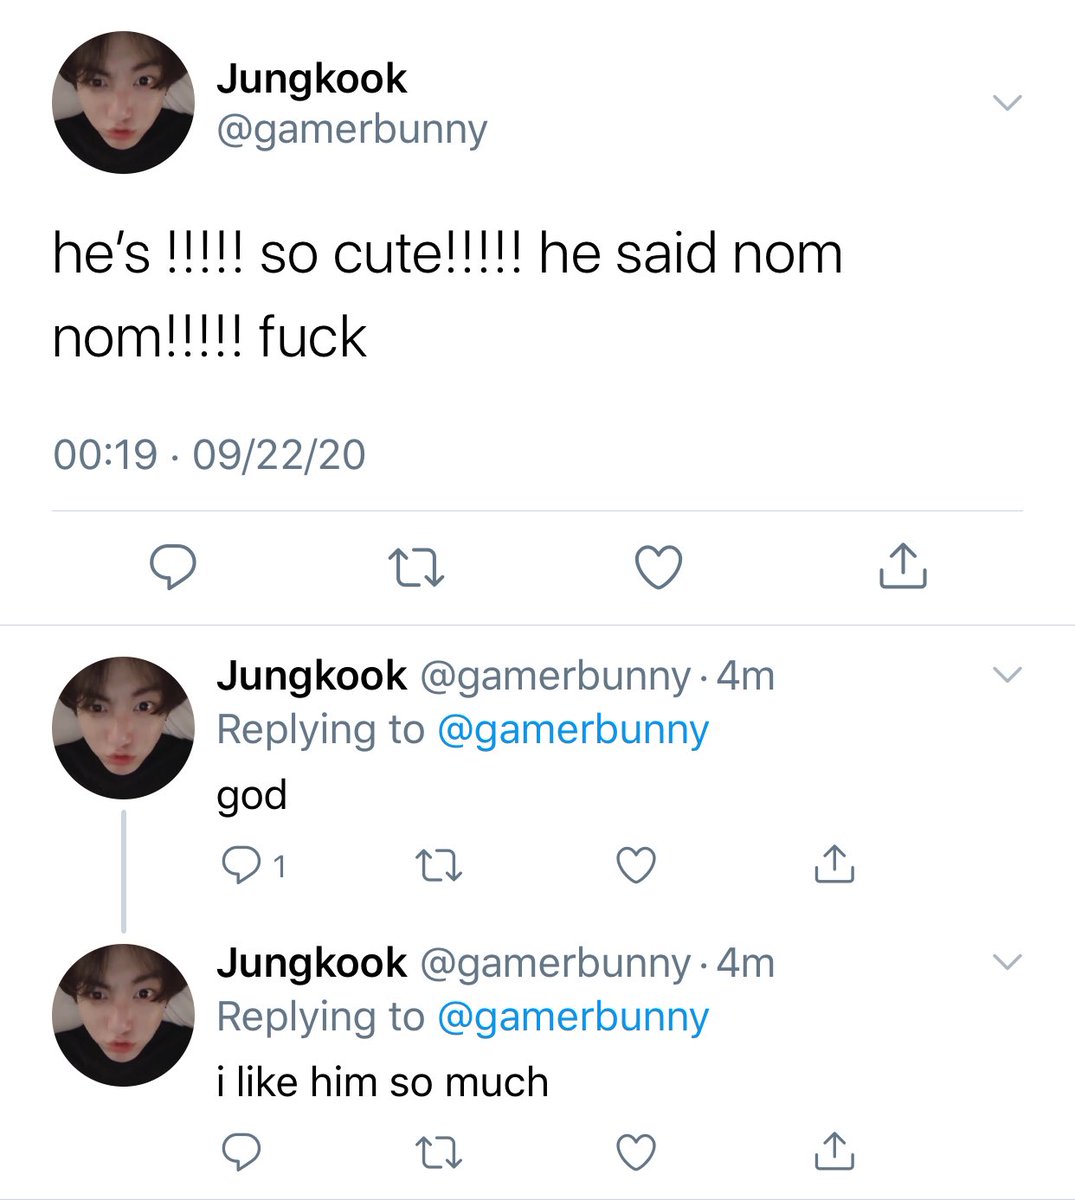 Jungkook
@gamerbunny
he's !!!!! so cute!!!!! he said nom
nom!!!!! fuck
00:19 · 09/22/20
Jungkook @gamerbunny · 4m
Replying to @gamerbunny
god
1
Jungkook @gamerbunny · 4m
Replying to @gamerbunny
i like him so much